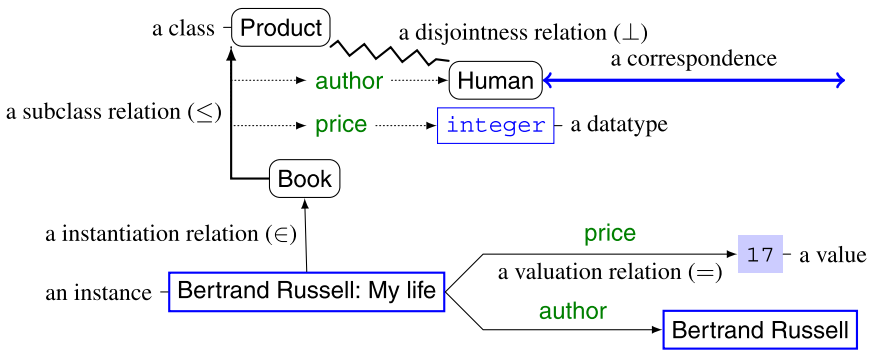 a class
Product
a disjointness relation (⊥)
a correspondence
author
Human
a subclass relation (≤)
price
integer
a datatype
Book
a instantiation relation (∈)
price
17
a value
a valuation relation (=)
an instance
Bertrand Russell: My life
author
Bertrand Russell